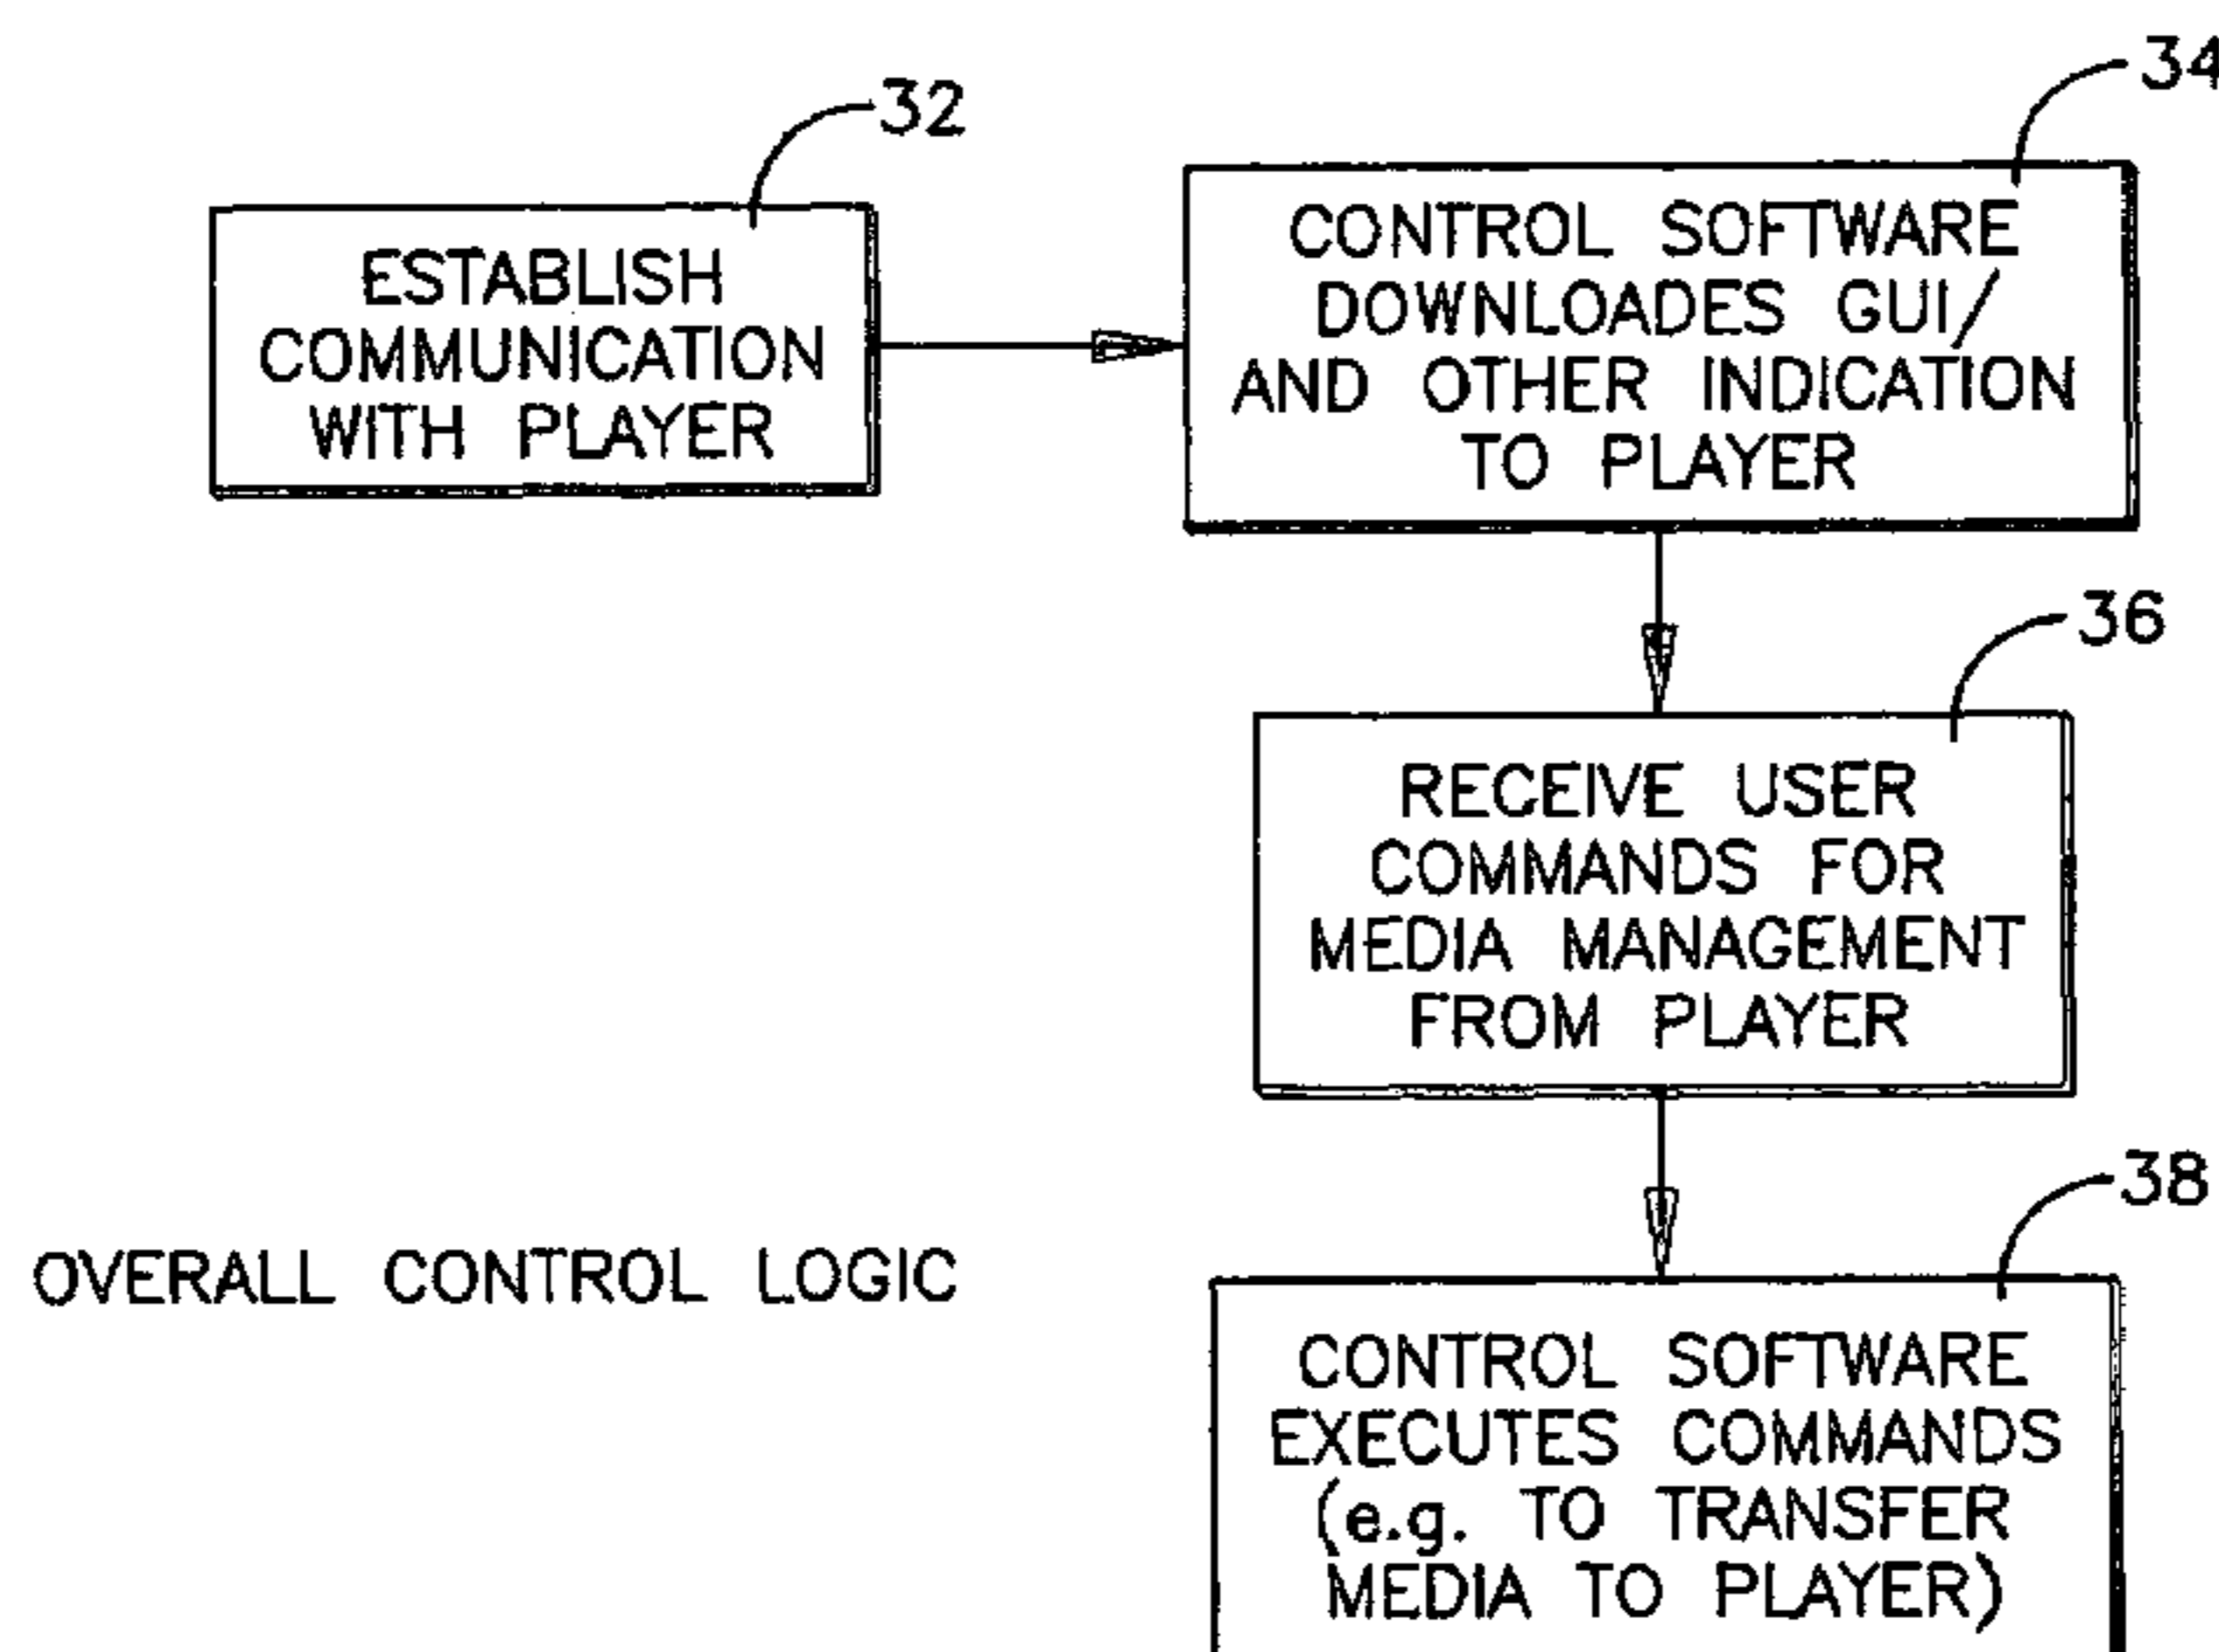 32
ESTABLISH
COMMUNICATION
WITH PLAYER
34
CONTROL SOFTWARE
DOWNLOADES GUI/
AND OTHER INDICATION
TO PLAYER
36
RECEIVE USER
COMMANDS FOR
MEDIA MANAGEMENT
FROM PLAYER
38
CONTROL SOFTWARE
EXECUTES COMMANDS
(e.g. TO TRANSFER
MEDIA TO PLAYER)
OVERALL CONTROL LOGIC